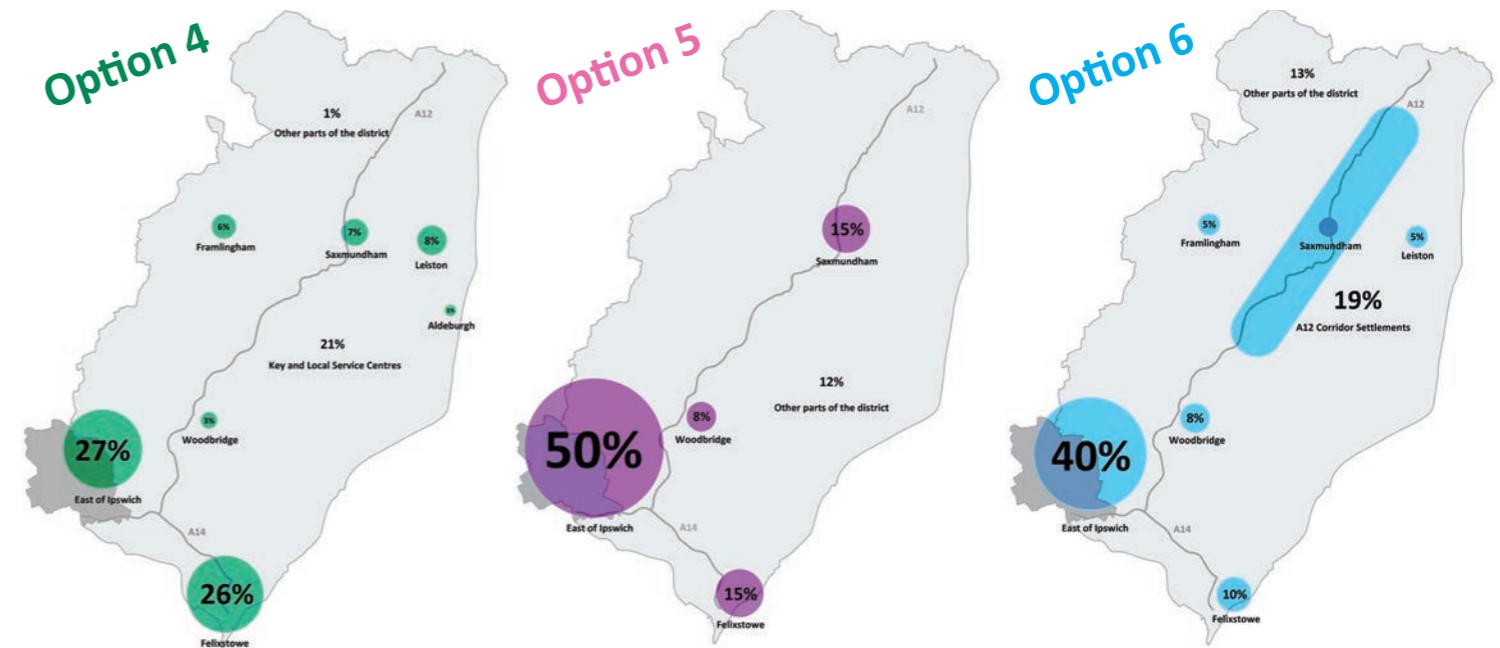 Option 4
1%
Other parts of the district
A12
6%
Framlingham
7%
Saxmundham
8%
Leiston
Aldeburgh
21%
Key and Local Service Centres
3%
Woodbridge
27%
East of Ipswich
A14
26%
Felixstowe
Option 5
A12
15%
Saxmundham
12%
Other parts of the district
50%
8%
Woodbridge
East of Ipswich
A14
15%
Felixstowe
Option 6
13%
Other parts of the district
A12
5%
Framlingham
Saxmundham
5%
Leiston
19%
A12 Corridor Settlements
40%
8%
Woodbridge
East of Ipswich
A14
10%
Felixstowe